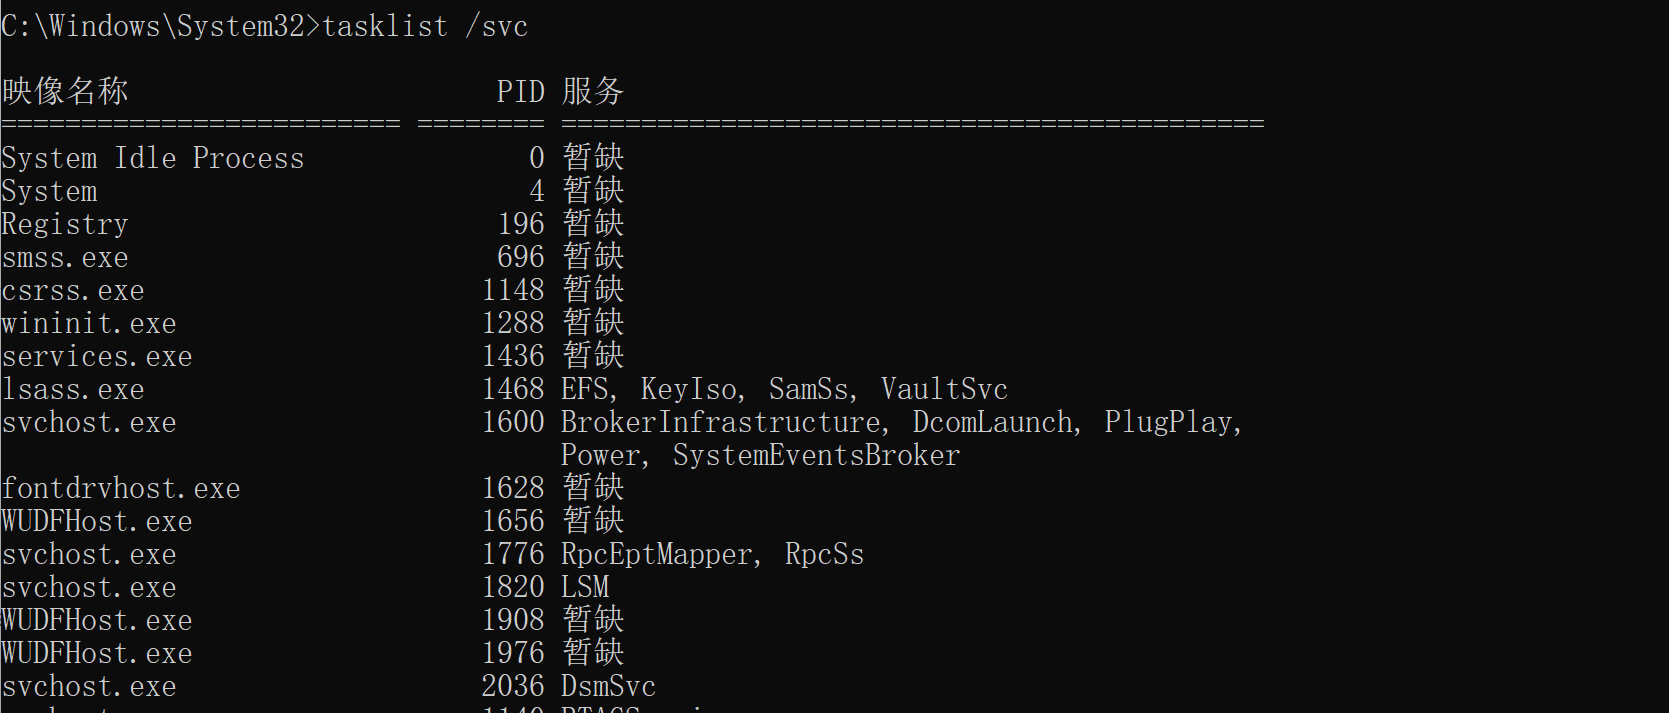 C:\Windows\System32>tasklist /svc
映像名称 PID 服务
========================= ======== ============================================
System Idle Process 0 暂缺
System 4 暂缺
Registry 196 暂缺
smss.exe 696 暂缺
csrss.exe 1148 暂缺
wininit.exe 1288 暂缺
services.exe 1436 暂缺
lsass.exe 1468 EFS, KeyIso, SamSs, VaultSvc
svchost.exe 1600 BrokerInfrastructure, DcomLaunch, PlugPlay,
Power, SystemEventsBroker
fontdrvhost.exe 1628 暂缺
WUDFHost.exe 1656 暂缺
svchost.exe 1776 RpcEptMapper, RpcSs
svchost.exe 1820 LSM
WUDFHost.exe 1908 暂缺
WUDFHost.exe 1976 暂缺
svchost.exe 2036 DsmSvc